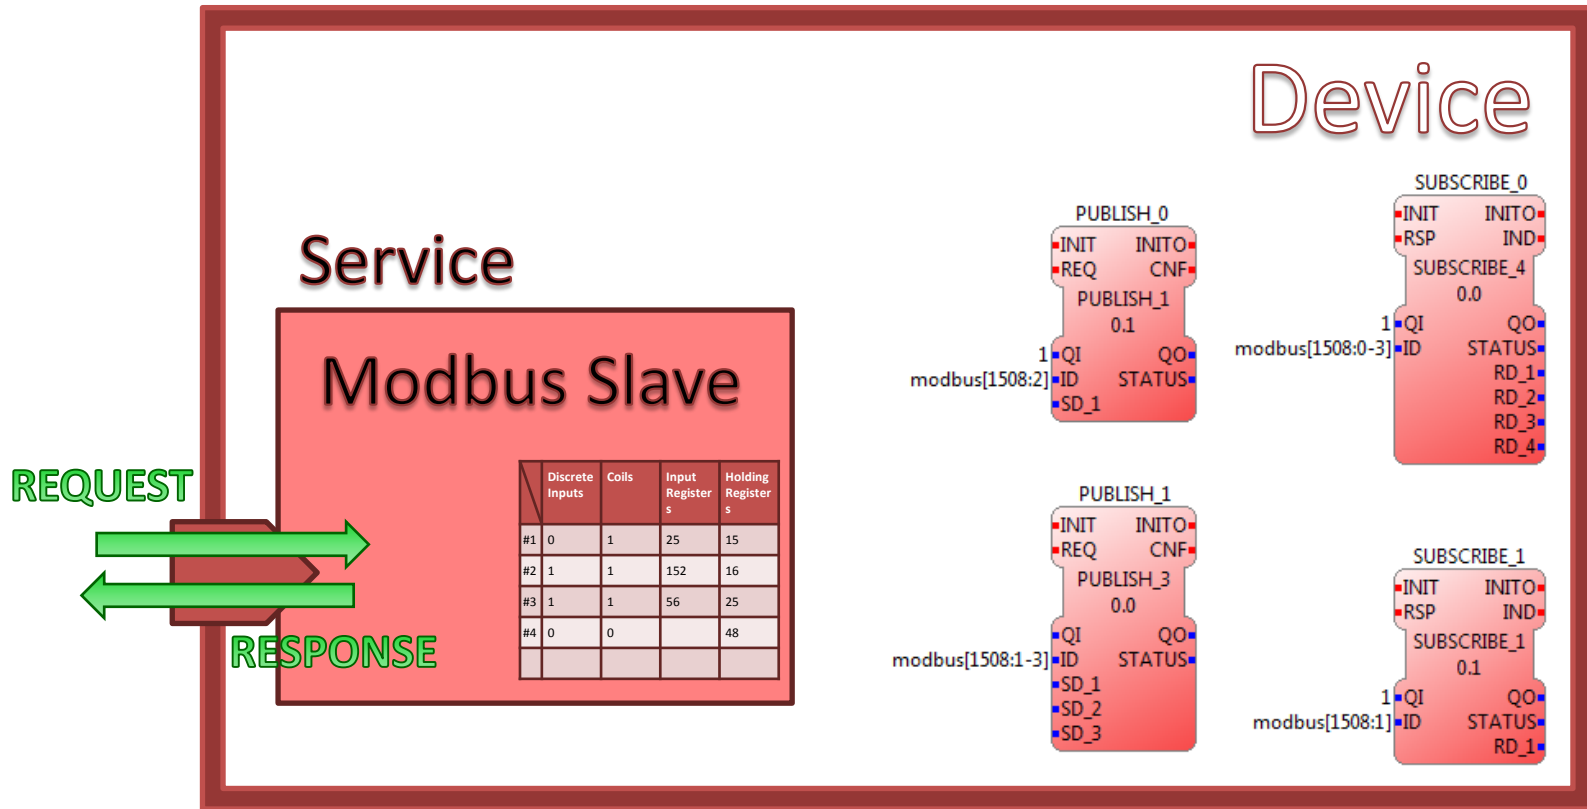 Device
Service
Modbus Slave
REQUEST
RESPONSE
Discrete Inputs Coils Input Registers Holding Registers
#1 0 1 25 15
#2 1 1 152 16
#3 1 1 56 25
#4 0 0 48
PUBLISH_0
INIT INITO
REQ CNF
PUBLISH_1
0.1
1 QI QO
modbus[1508:2] ID STATUS
SD_1
SUBSCRIBE_0
INIT INITO
RSP IND
SUBSCRIBE_4
0.0
1 QI QO
modbus[1508:0-3] ID STATUS
RD_1
RD_2
RD_3
RD_4
PUBLISH_1
INIT INITO
REQ CNF
PUBLISH_3
0.0
QI QO
modbus[1508:1-3] ID STATUS
SD_1
SD_2
SD_3
SUBSCRIBE_1
INIT INITO
RSP IND
SUBSCRIBE_1
0.1
1 QI QO
modbus[1508:1] ID STATUS
RD_1